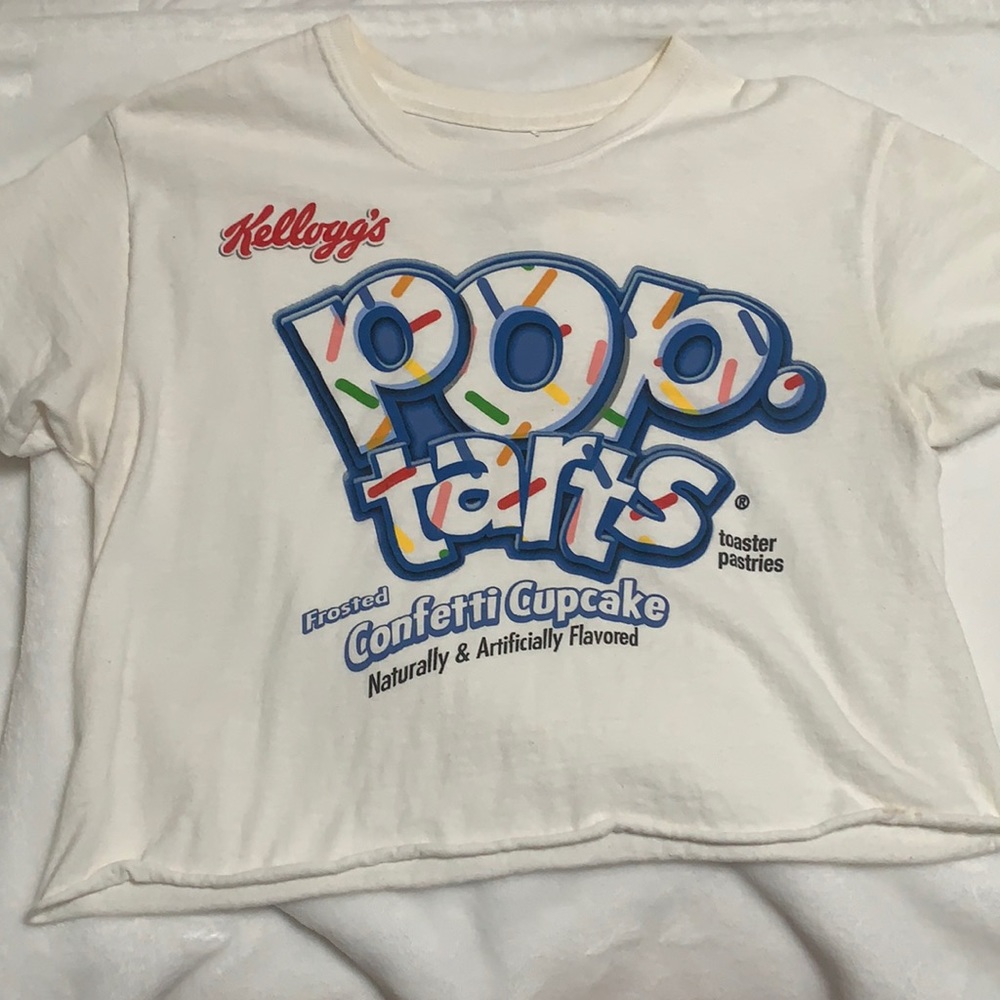 Kellogg's
Pop.
tarts®
toaster
pastries
Frosted
Confetti Cupcake
Naturally & Artificially Flavored